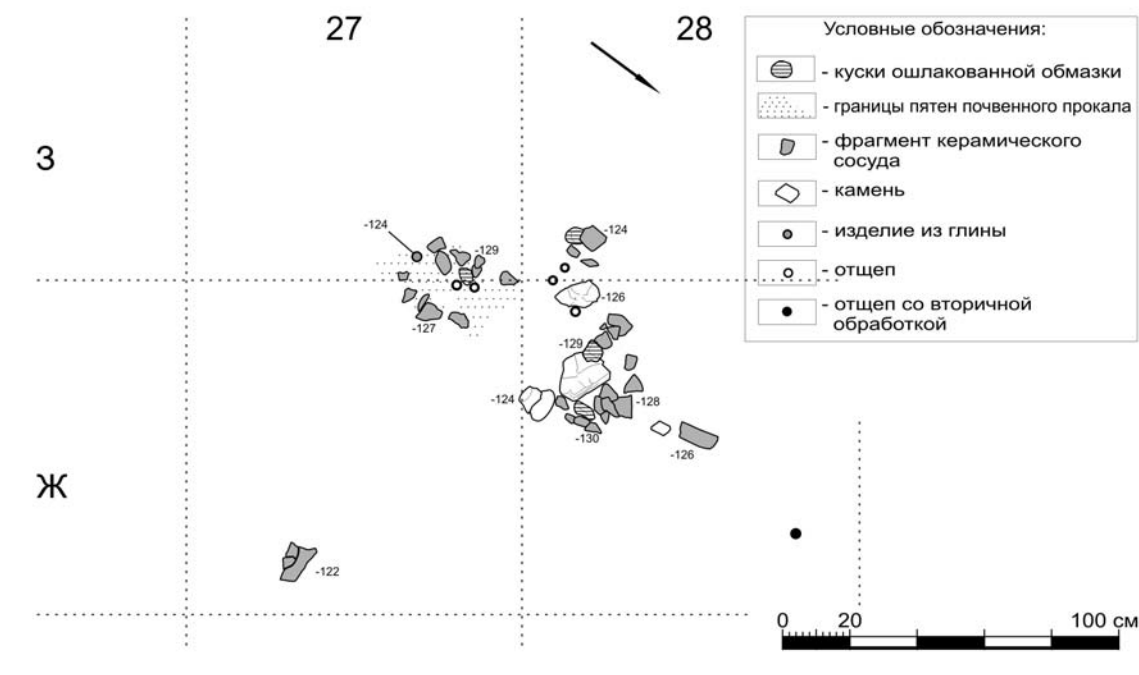 27
28
Условные обозначения:
- куски ошлакованной обмазки
- границы пятен почвенного прокала
- фрагмент керамического
сосуда
- камень
- изделие из глины
- отщеп
- отщеп со вторичной
обработкой
З
-124
-129
-124
-127
-126
-129
-124
-128
-130
-126
Ж
-122
0 20 100 см